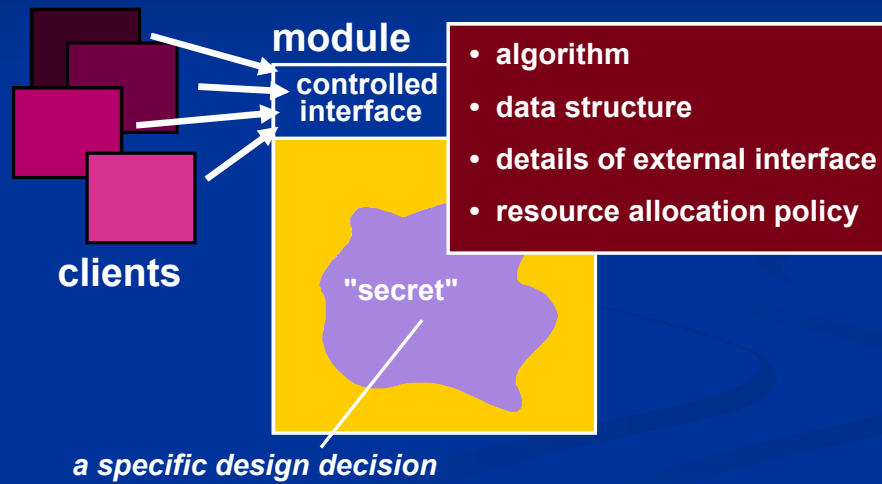 module
controlled
interface
• algorithm
• data structure
• details of external interface
• resource allocation policy
clients
"secret"
a specific design decision